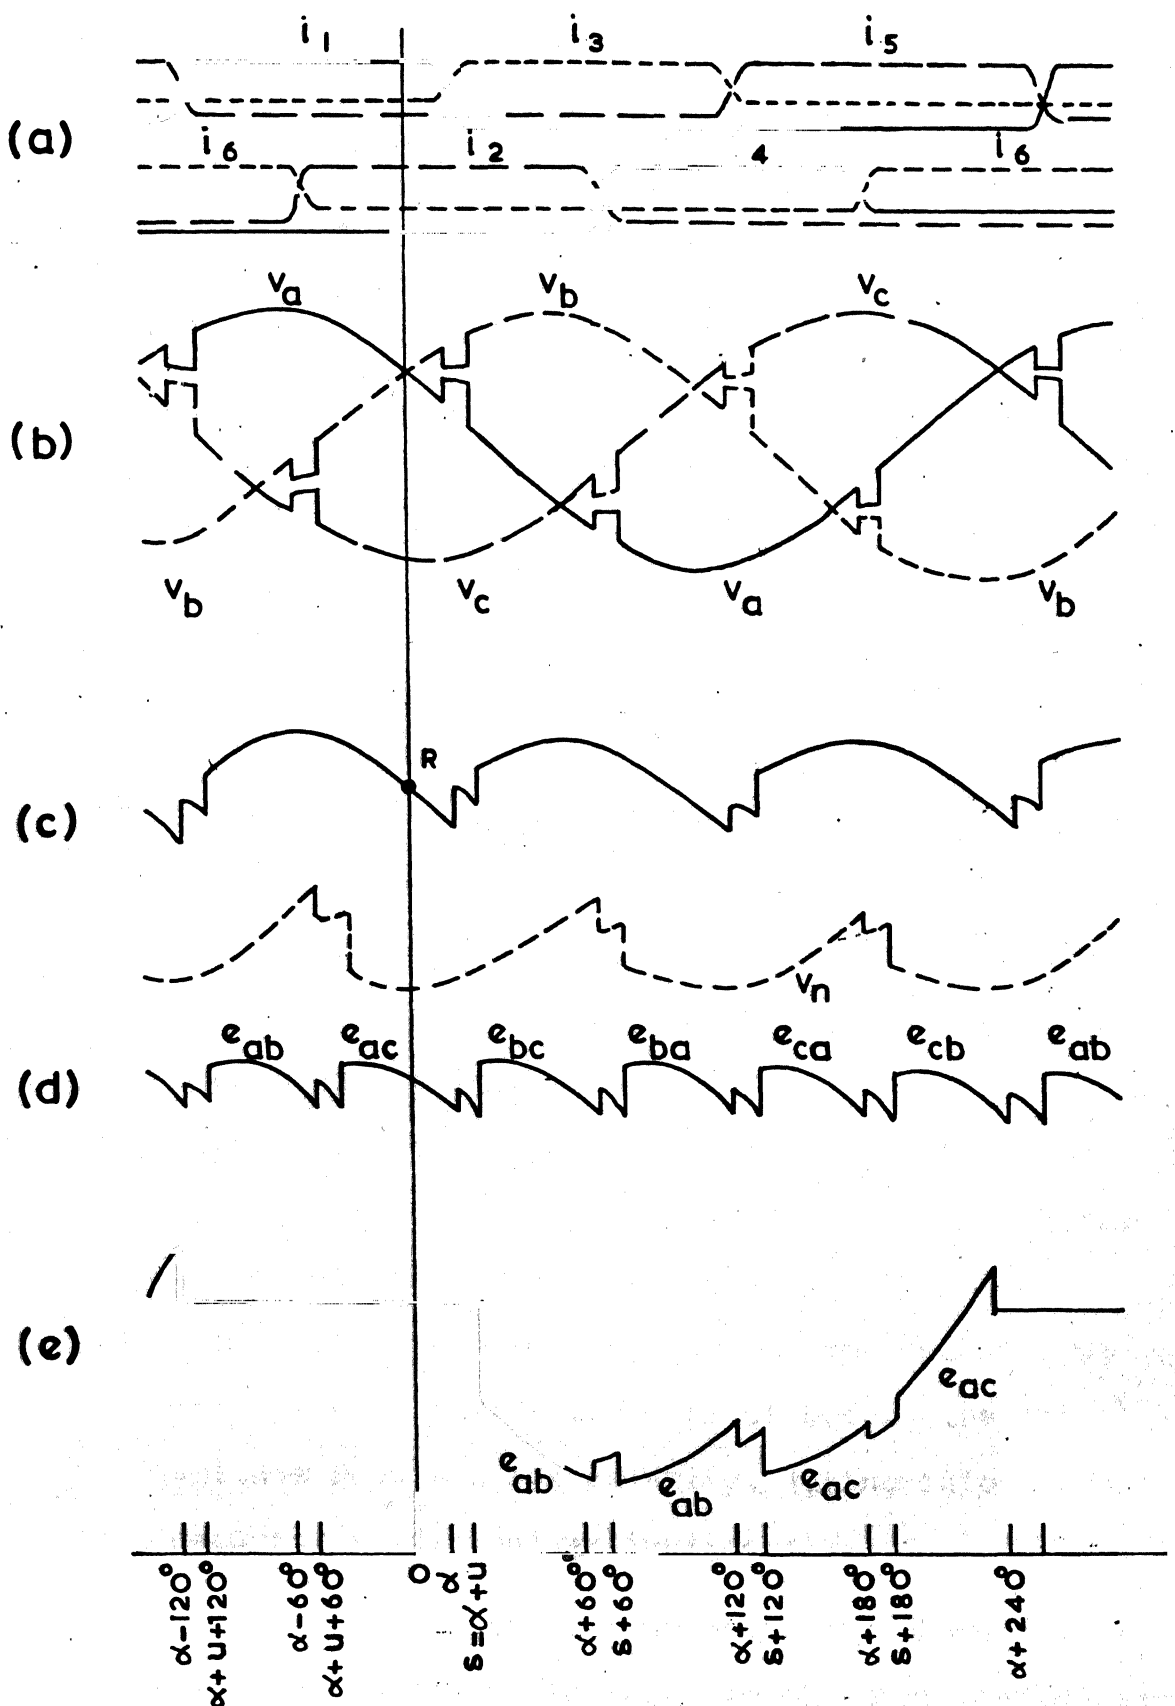 i1 i3 i5
(a)
i6 i2 4 i6
va vb vc
(b)
vb vc va vb
R
(c)
vn
eab eac ebc eba eca ecb eab
(d)
(e)
eac
eab eab eac
α-120° α+u+120° α-60° α+u+60° 0 α δ=α+u α+60° δ+60° α+120° δ+120° α+180° δ+180° α+240°